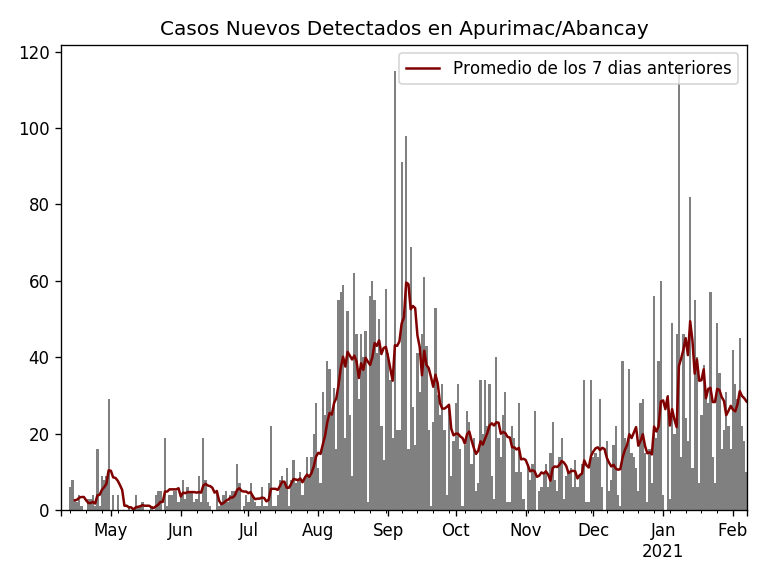 Casos Nuevos Detectados en Apurimac/Abancay
Promedio de los 7 dias anteriores
120
100
80
60
40
20
0
May Jun Jul Aug Sep Oct Nov Dec Jan Feb
2021